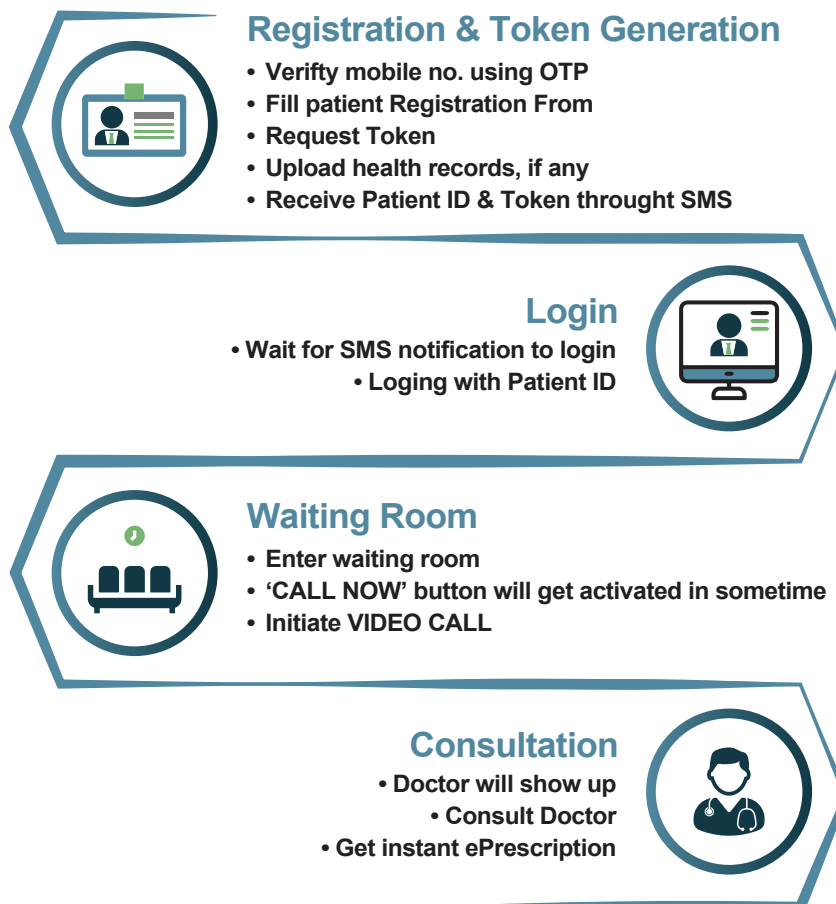 Registration & Token Generation
• Verifty mobile no. using OTP
• Fill patient Registration From
• Request Token
• Upload health records, if any
• Receive Patient ID & Token throught SMS
Login
• Wait for SMS notification to login
• Loging with Patient ID
Waiting Room
• Enter waiting room
• ‘CALL NOW’ button will get activated in sometime
• Initiate VIDEO CALL
Consultation
• Doctor will show up
• Consult Doctor
• Get instant ePrescription